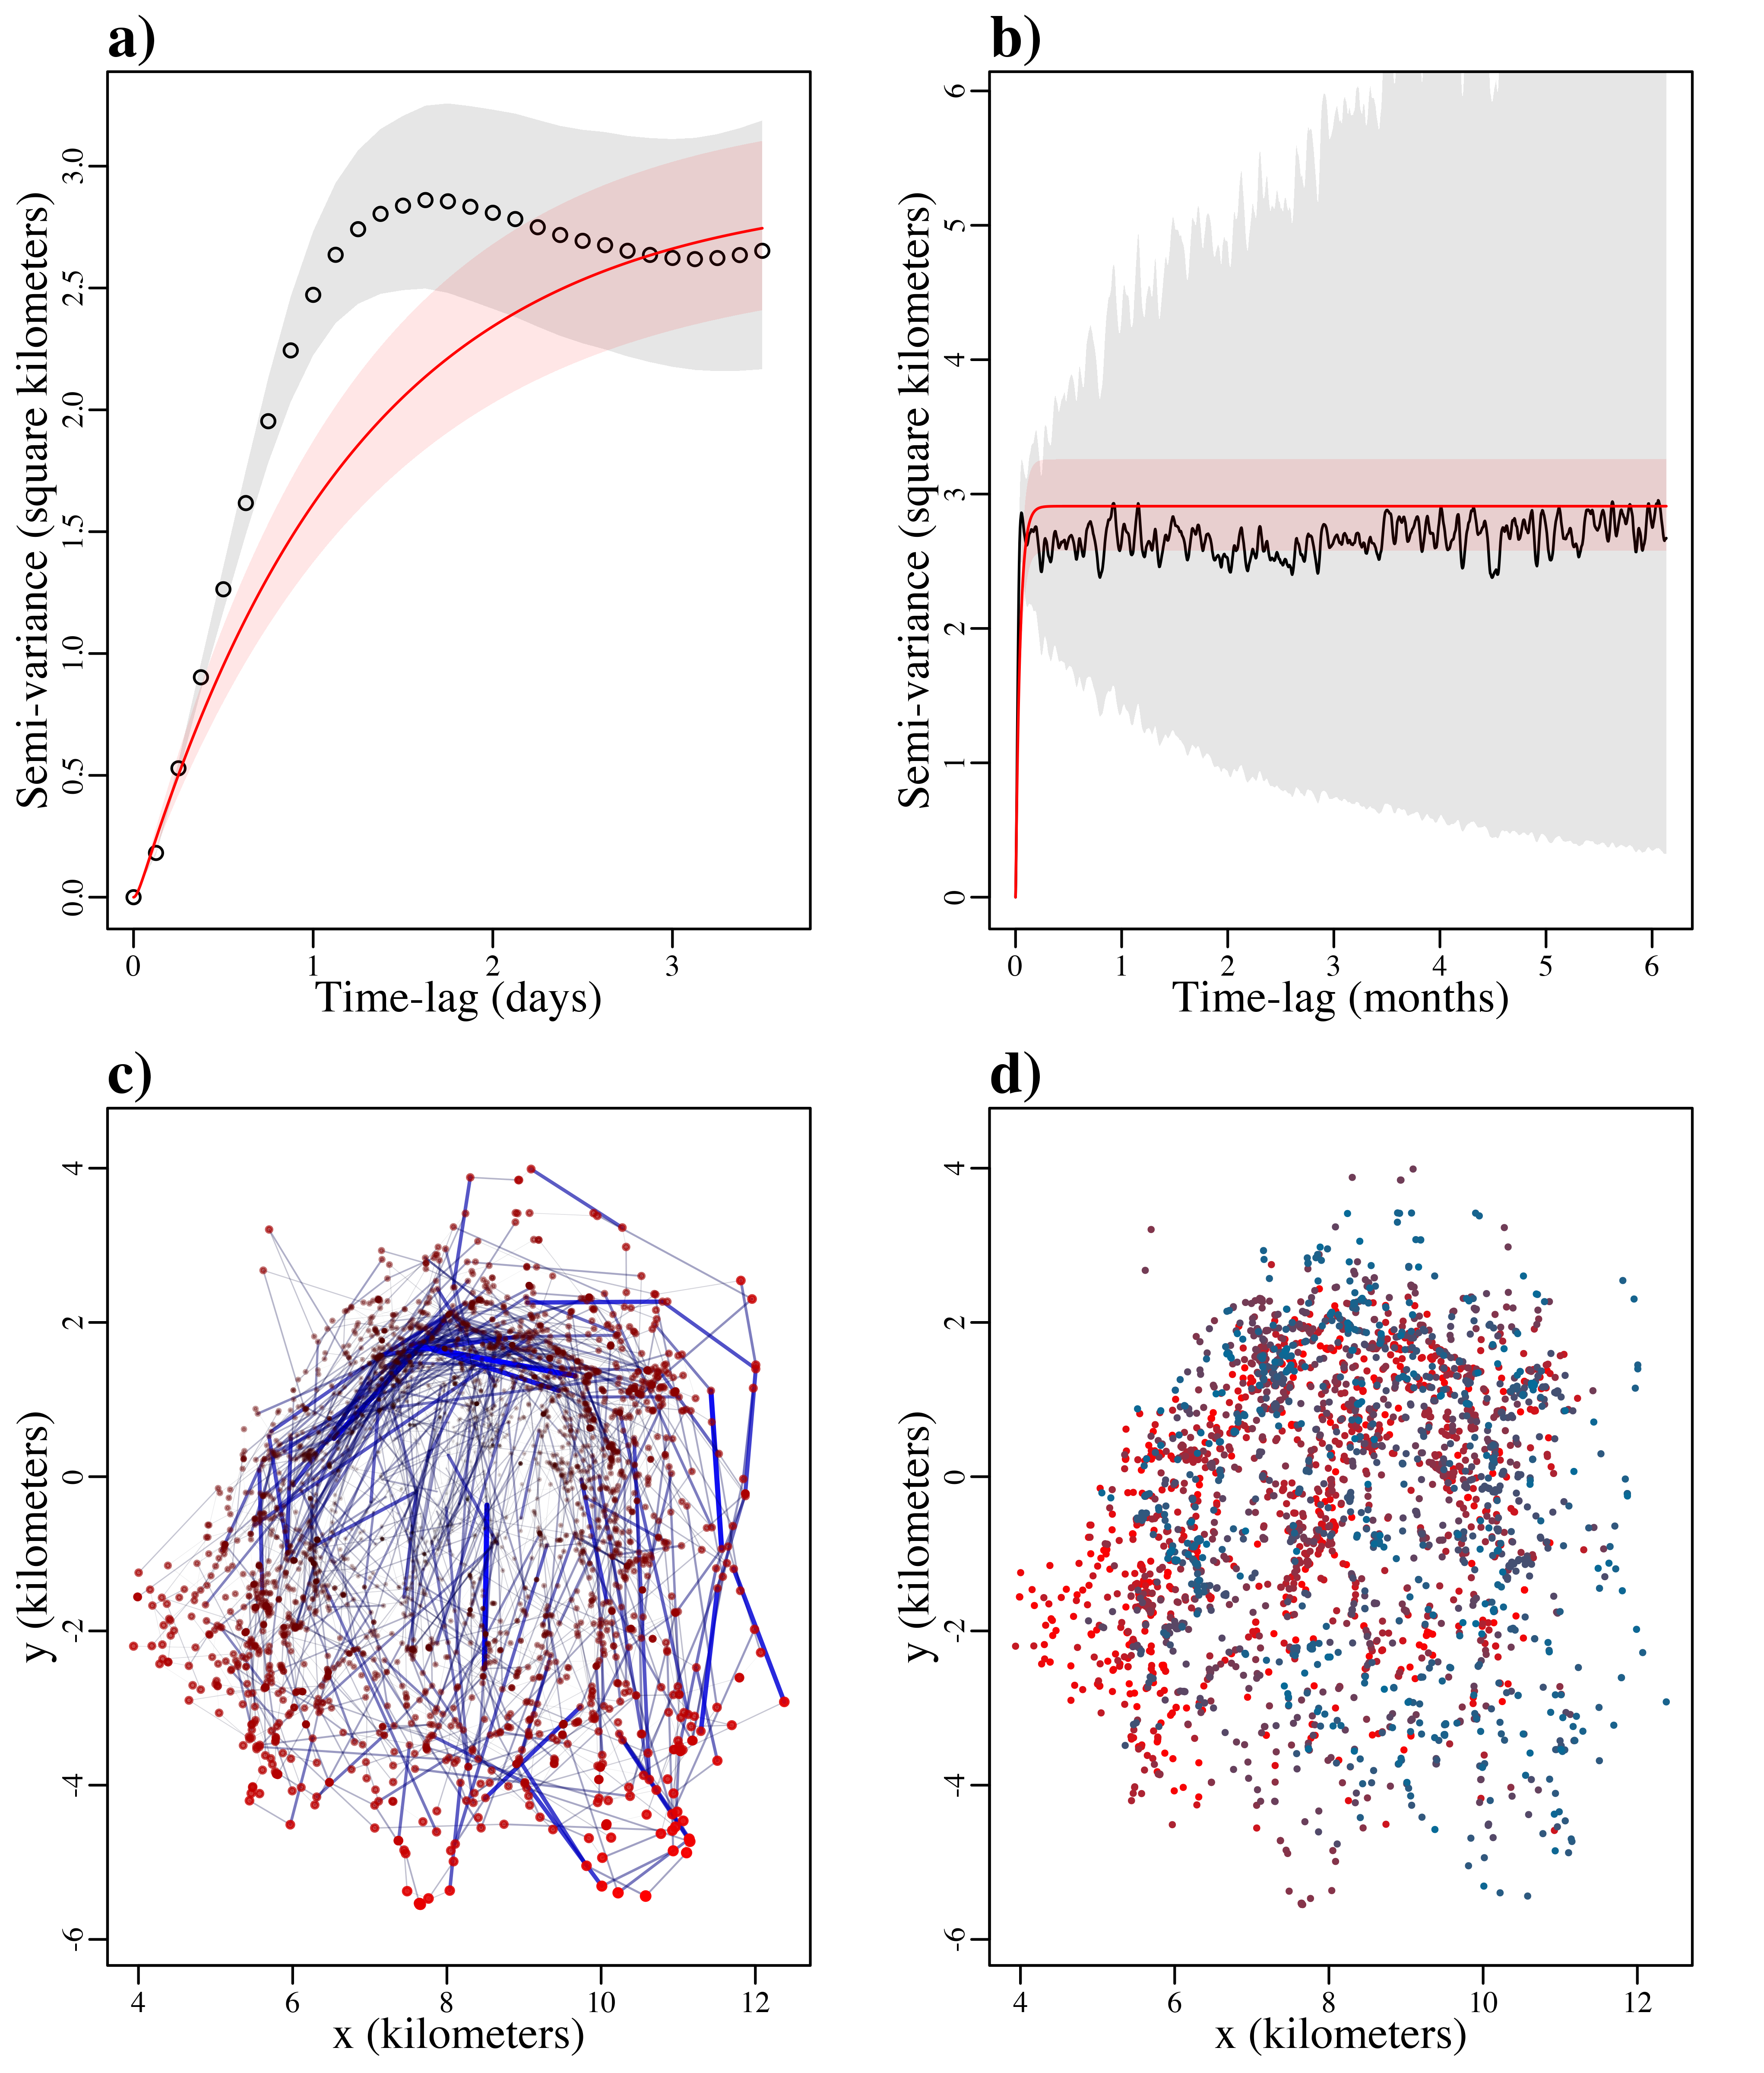 a)
Semi-variance (square kilometers)
0.0 0.5 1.0 1.5 2.0 2.5 3.0
0 1 2 3
Time-lag (days)
b)
Semi-variance (square kilometers)
0 1 2 3 4 5 6
0 1 2 3 4 5 6
Time-lag (months)
c)
y (kilometers)
-6 -4 -2 0 2 4
4 6 8 10 12
x (kilometers)
d)
y (kilometers)
-6 -4 -2 0 2 4
4 6 8 10 12
x (kilometers)